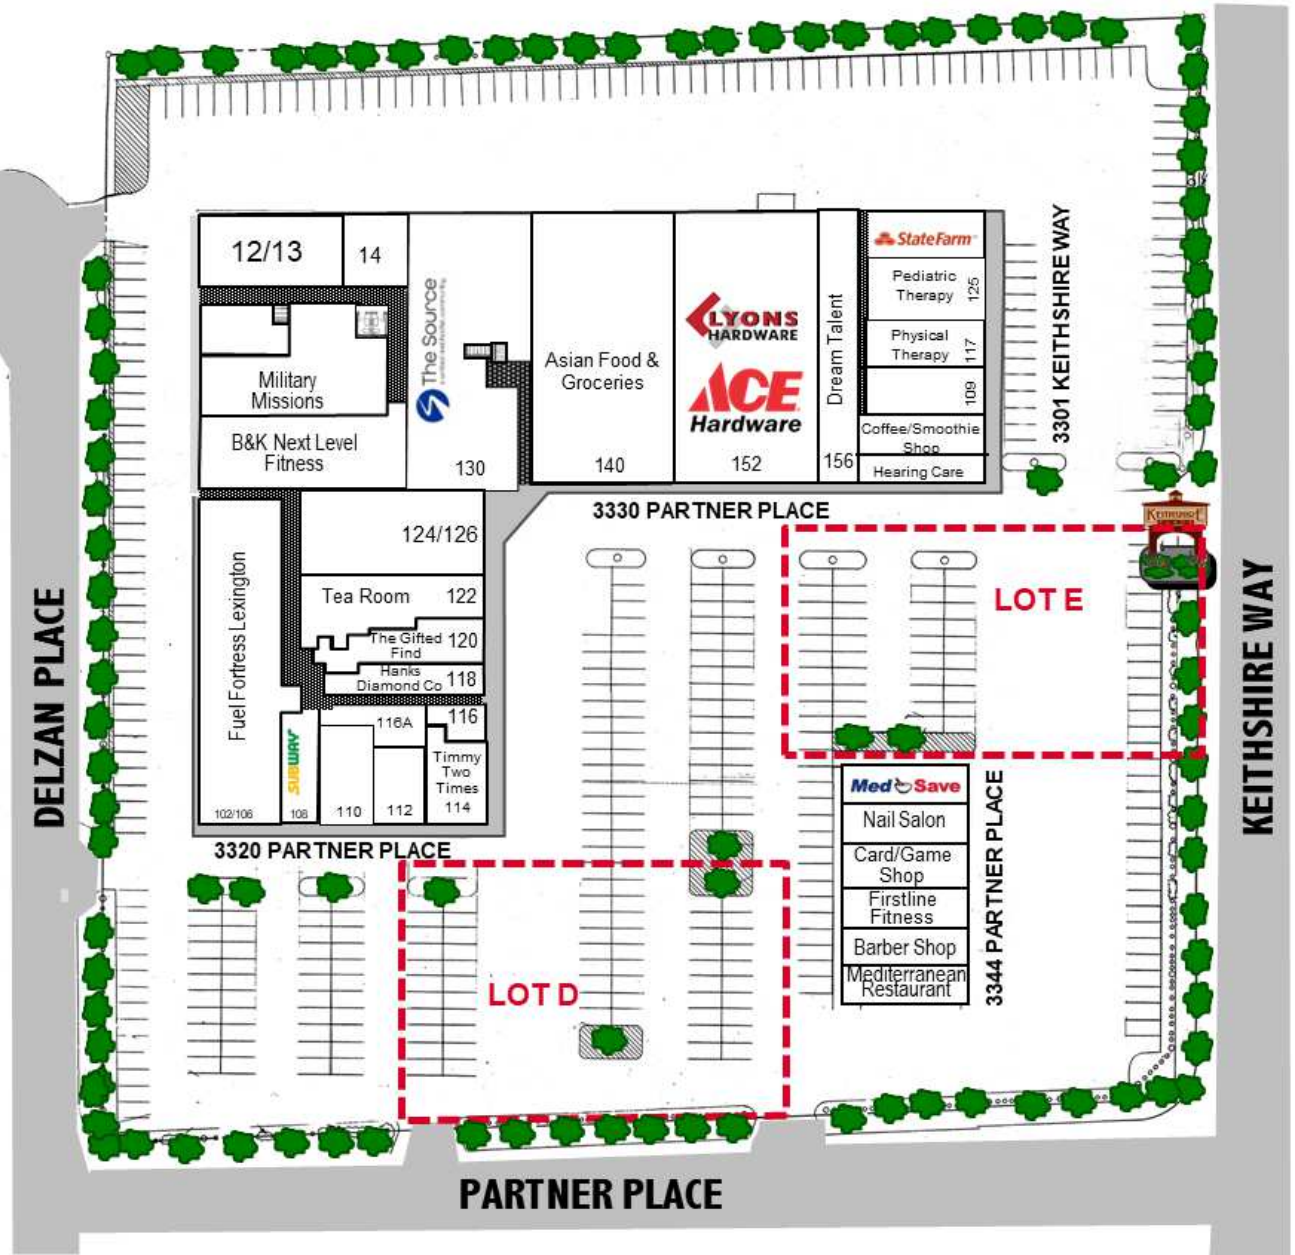 12/13
14
StateFarm
Pediatric
Therapy
125
Physical
Therapy
117
109
Coffee/Smoothie
Shop
Hearing Care
The Source
130
Asian Food &
Groceries
140
LYONS
HARDWARE
ACE
Hardware
152
Dream Talent
156
Military
Missions
B&K Next Level
Fitness
3301 KEITHSHIRE WAY
3330 PARTNER PLACE
KEITHSHIRE
124/126
Tea Room 122
The Gifted
Find
120
Hanks
Diamond Co
118
116A
116
Fuel Fortress Lexington
102/106
SUBWAY
108
110
112
Timmy
Two
Times
114
3320 PARTNER PLACE
LOT E
LOT D
Med Save
Nail Salon
Card/Game
Shop
Firstline
Fitness
Barber Shop
Mediterranean
Restaurant
3344 PARTNER PLACE
DELZAN PLACE
KEITHSHIRE WAY
PARTNER PLACE